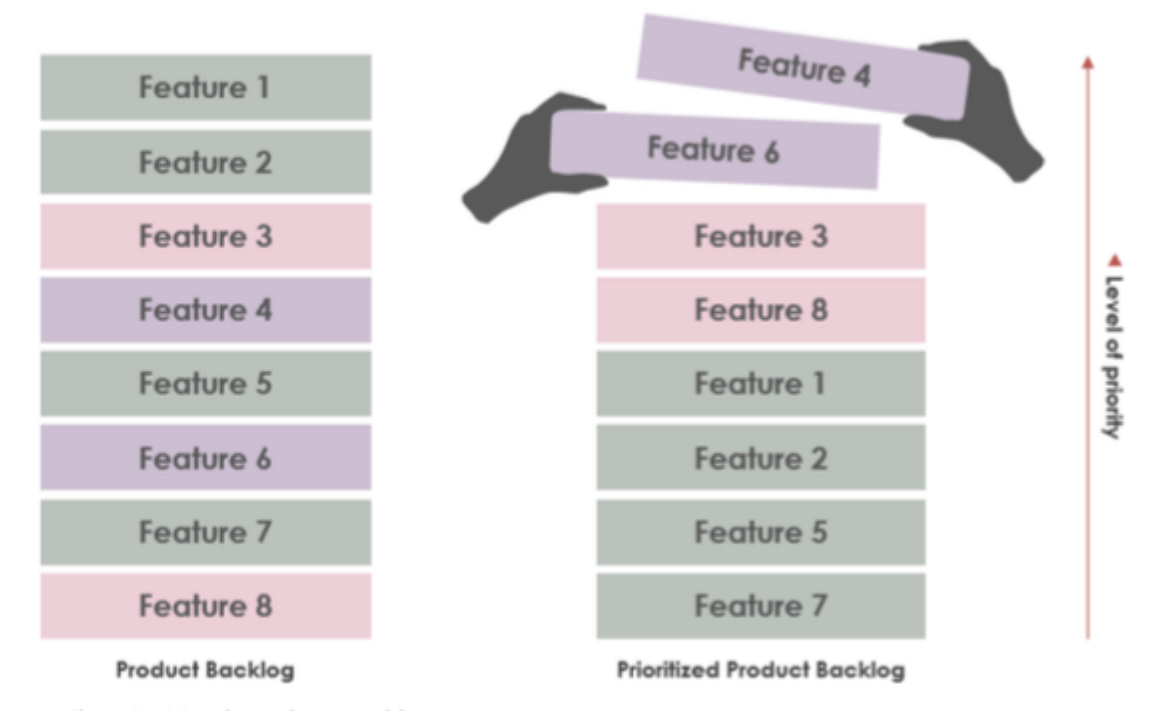 Feature 1
Feature 2
Feature 3
Feature 4
Feature 5
Feature 6
Feature 7
Feature 8
Product Backlog
Feature 4
Feature 6
Feature 3
Feature 8
Feature 1
Feature 2
Feature 5
Feature 7
Prioritized Product Backlog
Level of priority